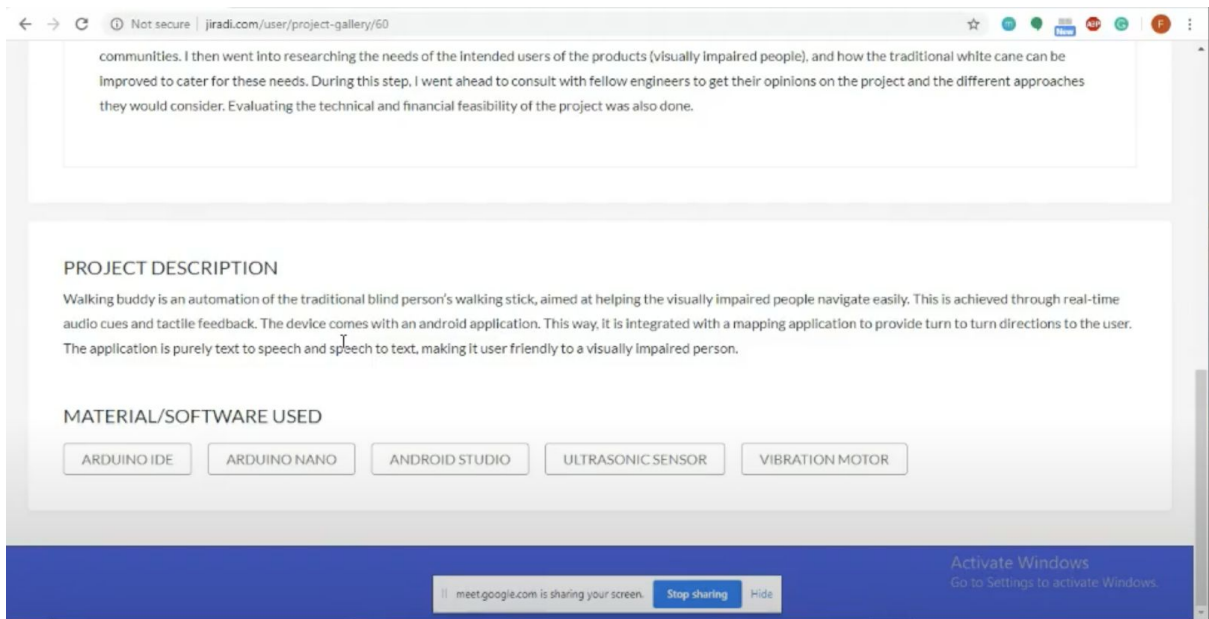 Not secure | jiradi.com/user/project-gallery/60
New
ABP
G
F
communities. I then went into researching the needs of the intended users of the products (visually impaired people), and how the traditional white cane can be
improved to cater for these needs. During this step, I went ahead to consult with fellow engineers to get their opinions on the project and the different approaches
they would consider. Evaluating the technical and financial feasibility of the project was also done.
PROJECT DESCRIPTION
Walking buddy is an automation of the traditional blind person's walking stick, aimed at helping the visually impaired people navigate easily. This is achieved through real-time
audio cues and tactile feedback. The device comes with an android application. This way, it is integrated with a mapping application to provide turn to turn directions to the user.
The application is purely text to speech and speech to text, making it user friendly to a visually impaired person.
MATERIAL/SOFTWARE USED
ARDUINO IDE
ARDUINO NANO
ANDROID STUDIO
ULTRASONIC SENSOR
VIBRATION MOTOR
Activate Windows
Go to Settings to activate Windows.
meet.google.com is sharing your screen. Stop sharing Hide